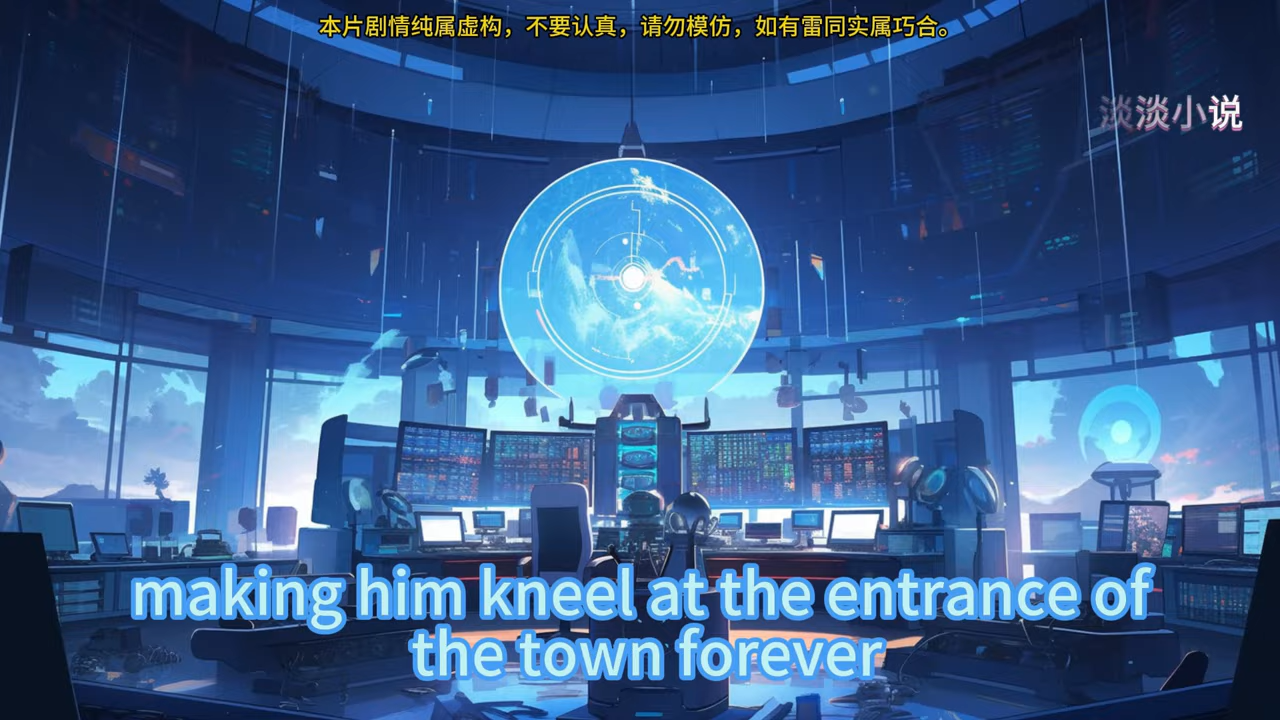 本片剧情纯属虚构，不要认真，请勿模仿，如有雷同实属巧合。
淡淡小说
making him kneel at the entrance of
the town forever